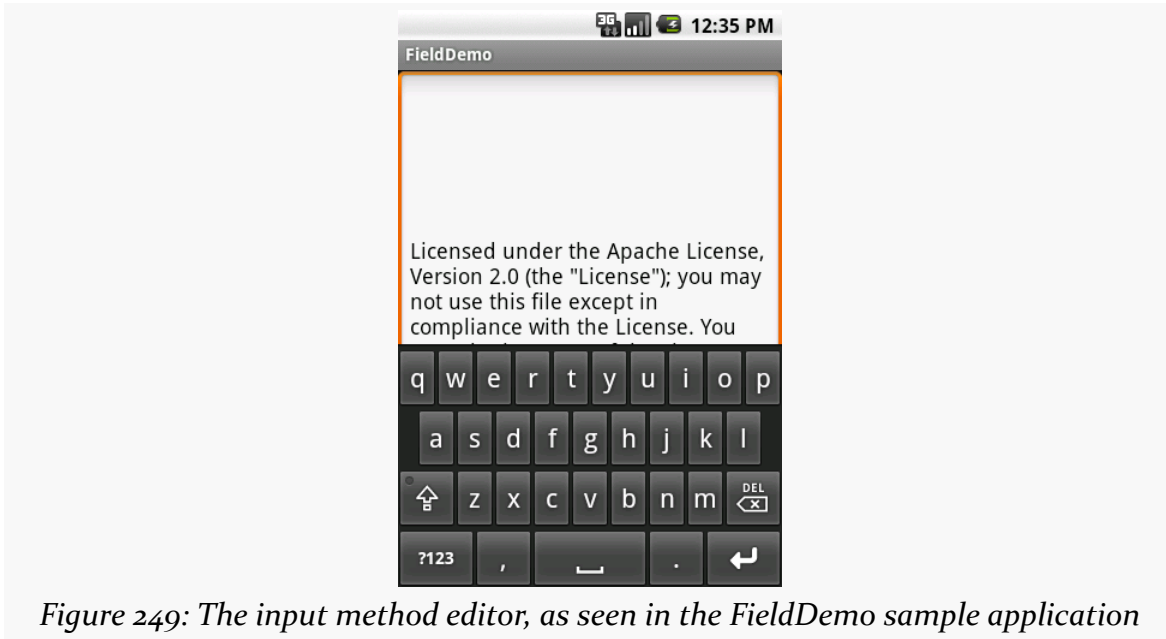 3G 12:35 PM
FieldDemo
Licensed under the Apache License,
Version 2.0 (the "License"); you may
not use this file except in
compliance with the License. You
q w e r t y u i o p
a s d f g h j k l
z x c v b n m DEL
?123 , .
Figure 249: The input method editor, as seen in the FieldDemo sample application